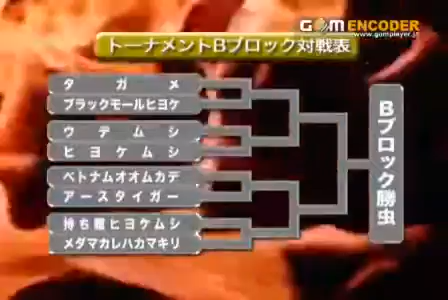 GOM ENCODER
www.gomplayer.jp
トーナメントBブロック対戦表
タガメ
ブラックモールヒヨケ
ウデムシ
ヒヨケムシ
ベトナムオオムカデ
アースタイガー
持ち腹ヒヨケムシ
メダマカレハカマキリ
Bブロック勝虫